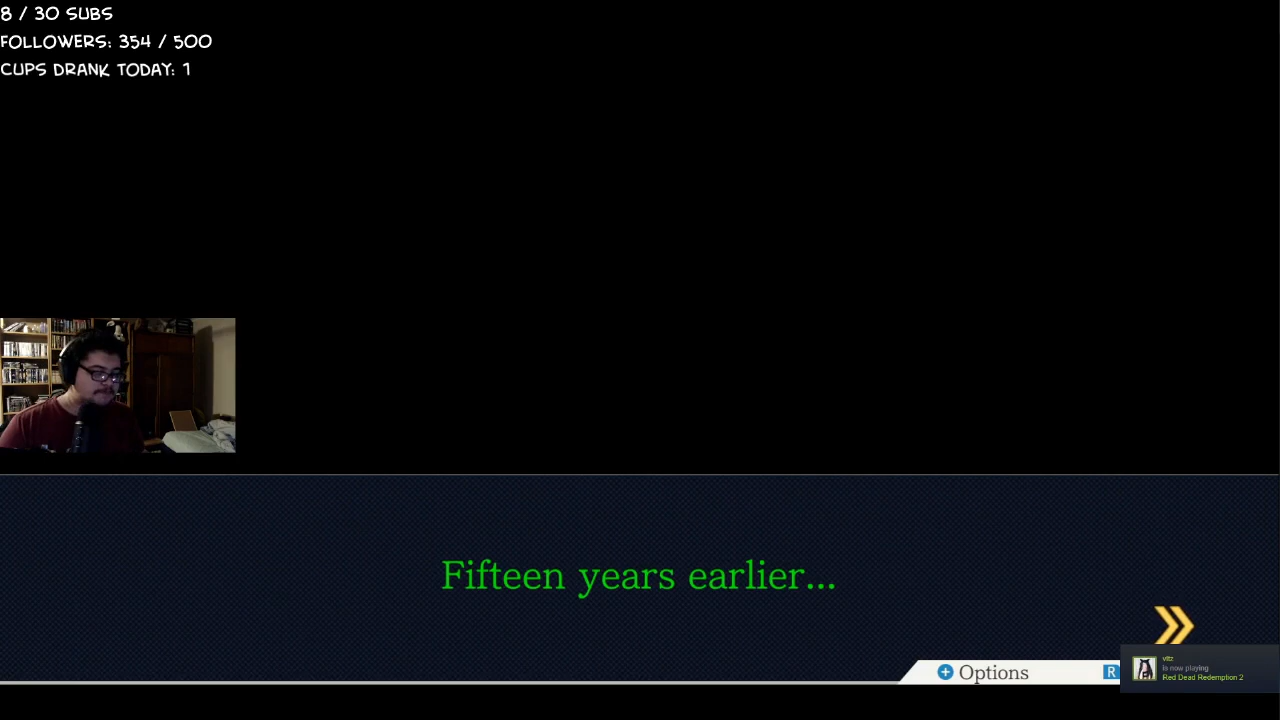 8 / 30 SUBS
FOLLOWERS: 354 / 500
CUPS DRANK TODAY: 1
Fifteen years earlier...
+ Options
R
vitz
is now playing
Red Dead Redemption 2